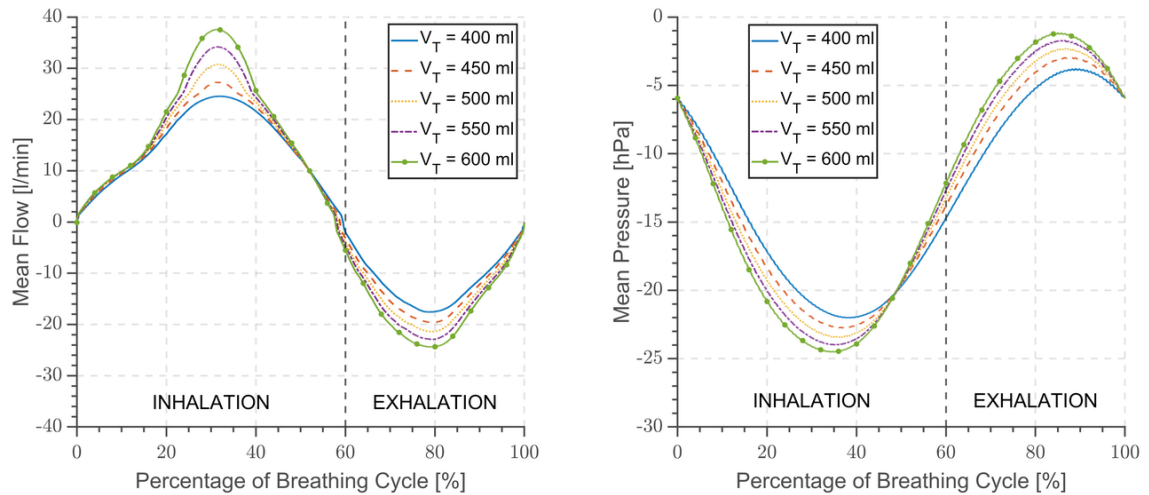 Mean Flow [l/min]
40
30
20
10
0
-10
-20
-30
-40
V_T = 400 ml
V_T = 450 ml
V_T = 500 ml
V_T = 550 ml
V_T = 600 ml
INHALATION EXHALATION
0 20 40 60 80 100
Percentage of Breathing Cycle [%]
Mean Pressure [hPa]
0
-5
-10
-15
-20
-25
-30
V_T = 400 ml
V_T = 450 ml
V_T = 500 ml
V_T = 550 ml
V_T = 600 ml
INHALATION EXHALATION
0 20 40 60 80 100
Percentage of Breathing Cycle [%]